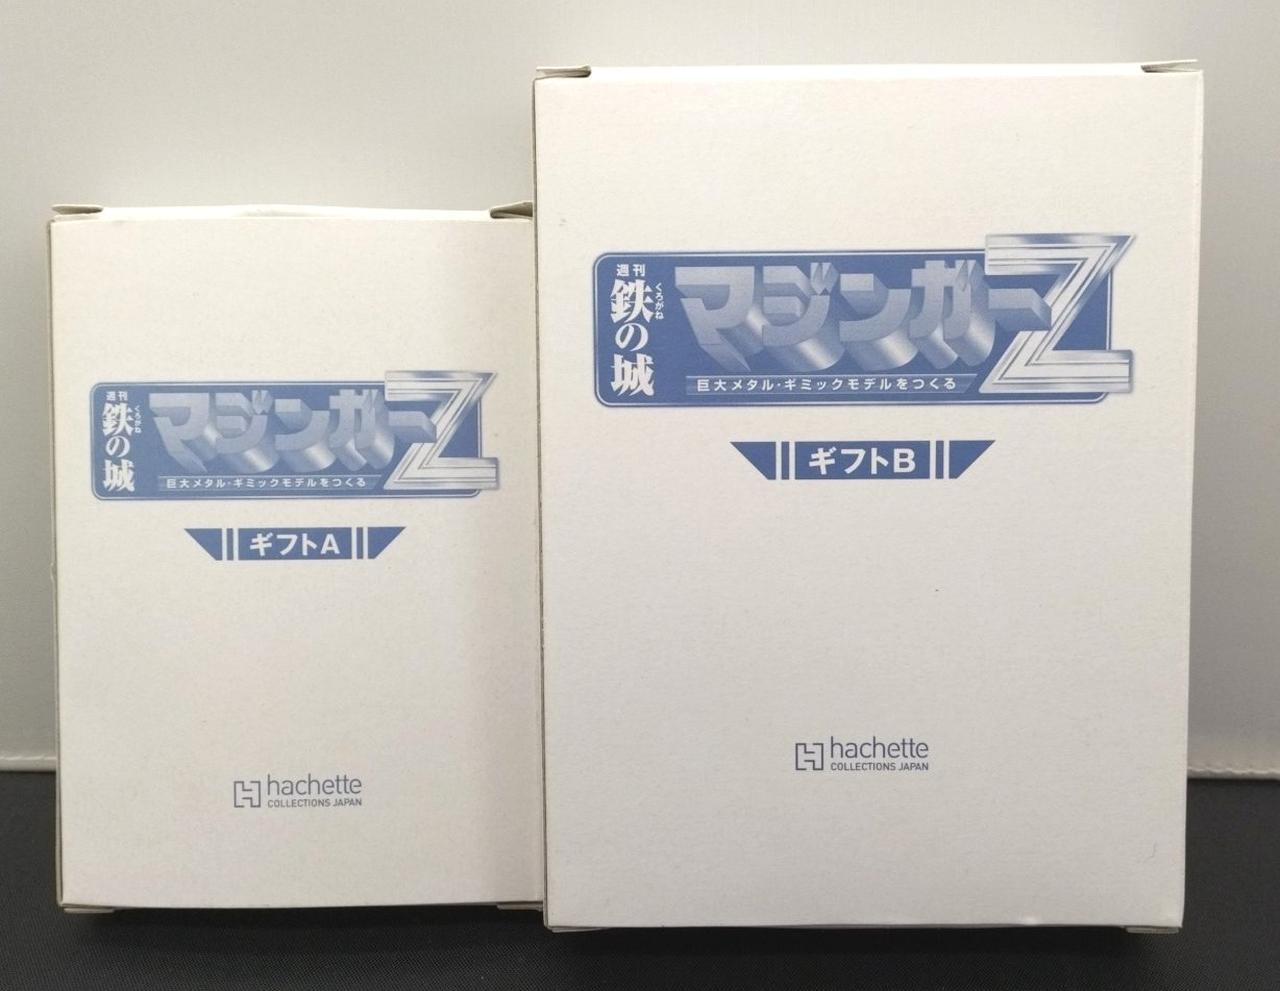 週刊
鉄の城
くろがね
マジンガーZ
巨大メタル・ギミックモデルをつくる
ギフトA
hachette
COLLECTIONS JAPAN
週刊
鉄の城
くろがね
マジンガーZ
巨大メタル・ギミックモデルをつくる
ギフトB
hachette
COLLECTIONS JAPAN